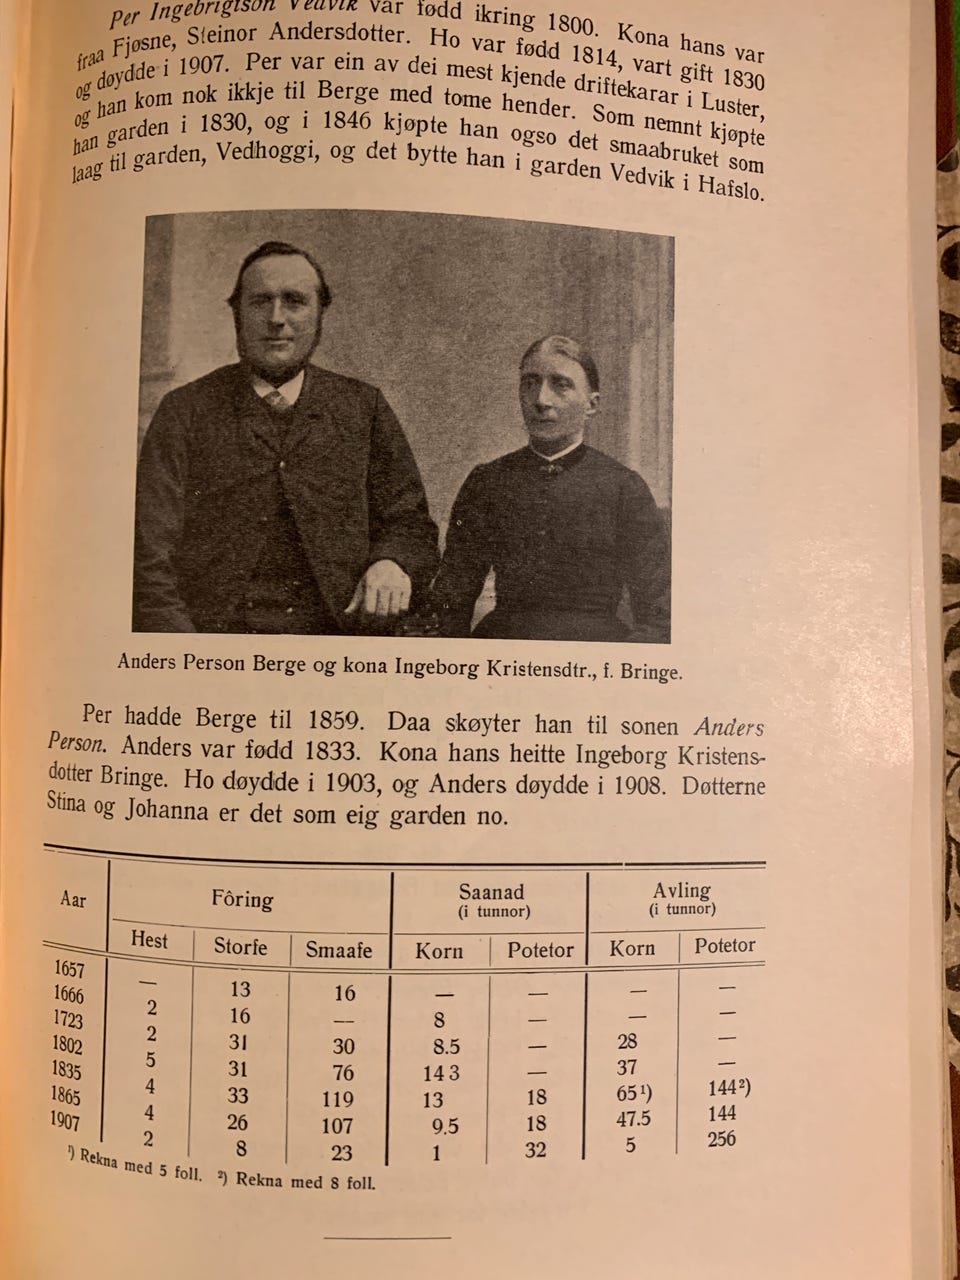 Per Ingebrigtson Vedvik var fødd ikring 1800. Kona hans var
fraa Fjøsne, Steinor Andersdotter. Ho var fødd 1814, vart gift 1830
og døydde i 1907. Per var ein av dei mest kjende driftekarar i Luster,
og han kom nok ikkje til Berge med tome hender. Som nemnt kjøpte
han garden i 1830, og i 1846 kjøpte han ogso det smaabruket som
laag til garden, Vedhoggi, og det bytte han i garden Vedvik i Hafslo.
Anders Person Berge og kona Ingeborg Kristensdtr., f. Bringe.
Per hadde Berge til 1859. Daa skøyter han til sonen Anders
Person. Anders var fødd 1833. Kona hans heitte Ingeborg Kristens-
dotter Bringe. Ho døydde i 1903, og Anders døydde i 1908. Døtterne
Stina og Johanna er det som eig garden no.
Aar Fôring Saanad (i tunnor) Avling (i tunnor)
Hest Storfe Smaafe Korn Potetor Korn Potetor
1657 — 13 16 — — — —
1666 2 16 — 8 — — —
1723 2 31 30 8.5 — 28 —
1802 5 31 76 14 3 — 37 —
1835 4 33 119 13 18 65¹) 144²)
1865 4 26 107 9.5 18 47.5 144
1907 2 8 23 1 32 5 256
¹) Rekna med 5 foll. ²) Rekna med 8 foll.